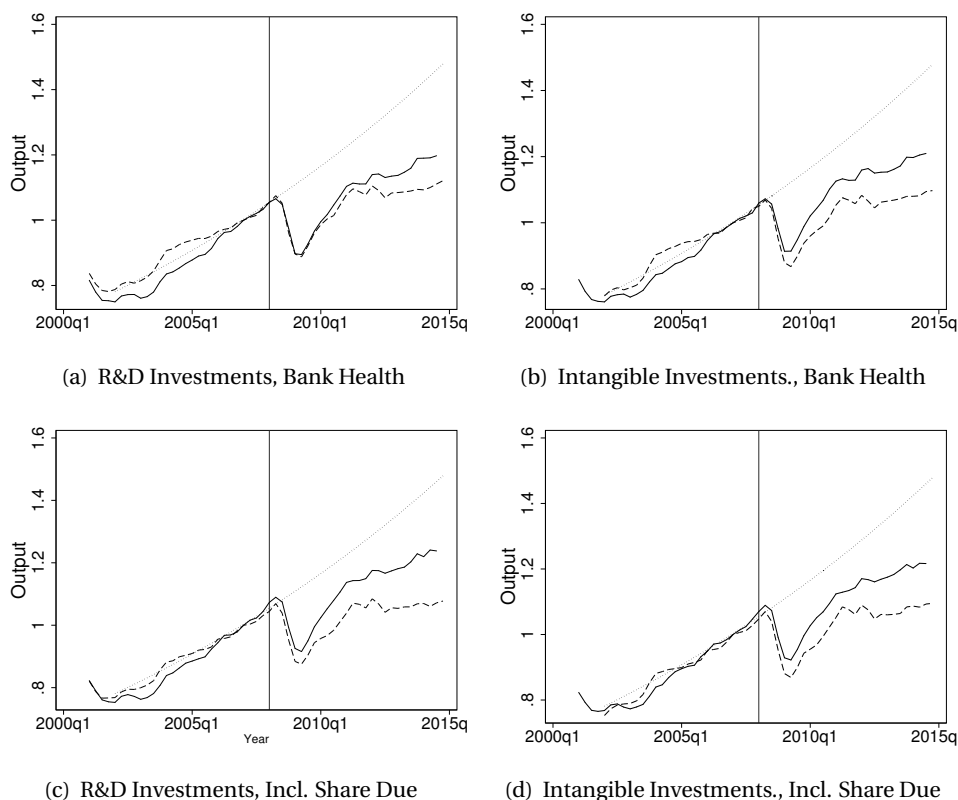 1.6
1.4
1.2
1
.8
Output
2000q1 2005q1 2010q1 2015q
(a) R&D Investments, Bank Health
1.6
1.4
1.2
1
.8
Output
2000q1 2005q1 2010q1 2015q
(b) Intangible Investments., Bank Health
1.6
1.4
1.2
1
.8
Output
2000q1 2005q1 2010q1 2015q
Year
(c) R&D Investments, Incl. Share Due
1.6
1.4
1.2
1
.8
Output
2000q1 2005q1 2010q1 2015q
(d) Intangible Investments., Incl. Share Due